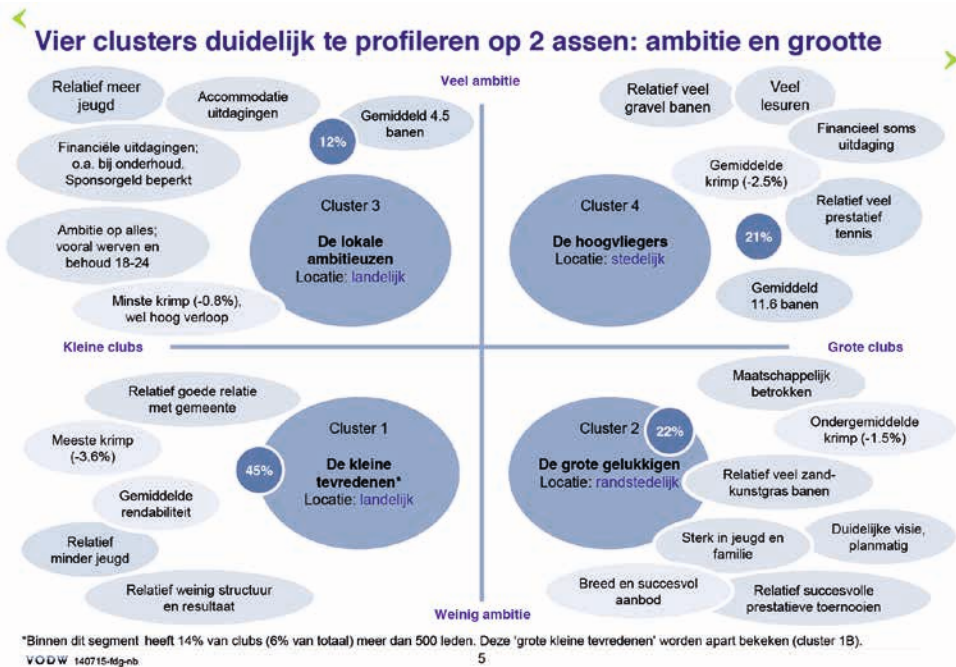 Vier clusters duidelijk te profileren op 2 assen: ambitie en grootte
Veel ambitie
Relatief meer
jeugd
Accommodatie
uitdagingen
12%
Gemiddeld 4.5
banen
Financiële uitdagingen;
o.a. bij onderhoud.
Sponsorgeld beperkt
Ambitie op alles;
vooral werven en
behoud 18-24
Minste krimp (-0.8%),
wel hoog verloop
Cluster 3
De lokale
ambitieuzen
Locatie: landelijk
Relatief veel
gravel banen
Veel
lesuren
Financieel soms
uitdaging
Gemiddelde
krimp (-2.5%)
Relatief veel
prestatief
tennis
21%
Gemiddeld
11.6 banen
Cluster 4
De hoogvliegers
Locatie: stedelijk
Kleine clubs
Grote clubs
Relatief goede relatie
met gemeente
Meeste krimp
(-3.6%)
45%
Gemiddelde
rendabiliteit
Relatief
minder jeugd
Relatief weinig structuur
en resultaat
Cluster 1
De kleine
tevredenen*
Locatie: landelijk
Cluster 2
22%
De grote gelukkigen
Locatie: randstedelijk
Maatschappelijk
betrokken
Ondergemiddelde
krimp (-1.5%)
Relatief veel zand-
kunstgras banen
Sterk in jeugd en
familie
Duidelijke visie,
planmatig
Breed en succesvol
aanbod
Relatief succesvolle
prestatieve toernooien
Weinig ambitie
*Binnen dit segment heeft 14% van clubs (6% van totaal) meer dan 500 leden. Deze 'grote kleine tevredenen' worden apart bekeken (cluster 1B).
VODW 140715-fdg-nb
5